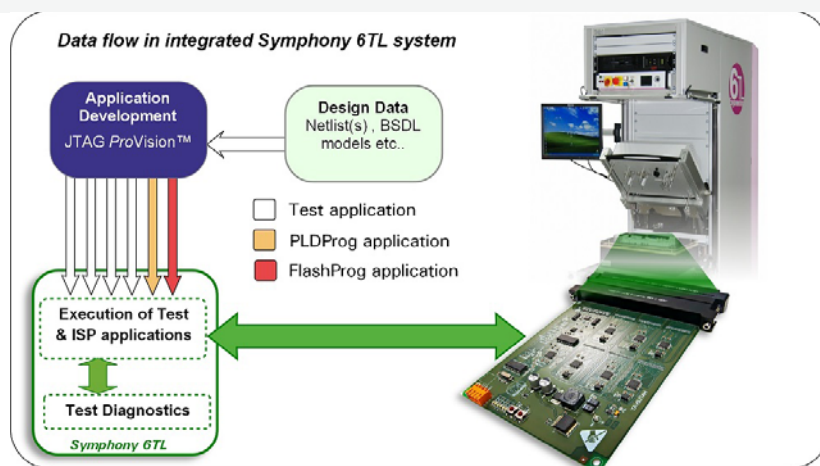 Data flow in integrated Symphony 6TL system
Application
Development
JTAG ProVision™
Design Data
Netlist(s) , BSDL
models etc..
Test application
PLDProg application
FlashProg application
Execution of Test
& ISP applications
Test Diagnostics
Symphony 6TL